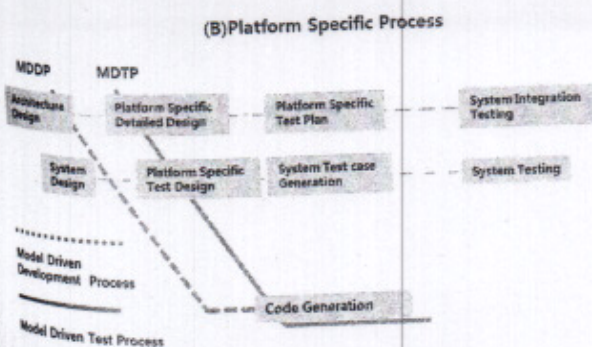 (B)Platform Specific Process
MDDP
MDTP
Architecture
Design
Platform Specific
Detailed Design
Platform Specific
Test Plan
System Integration
Testing
System
Design
Platform Specific
Test Design
System Test case
Generation
System Testing
Model Driven
Development Process
Code Generation
Model Driven Test Process